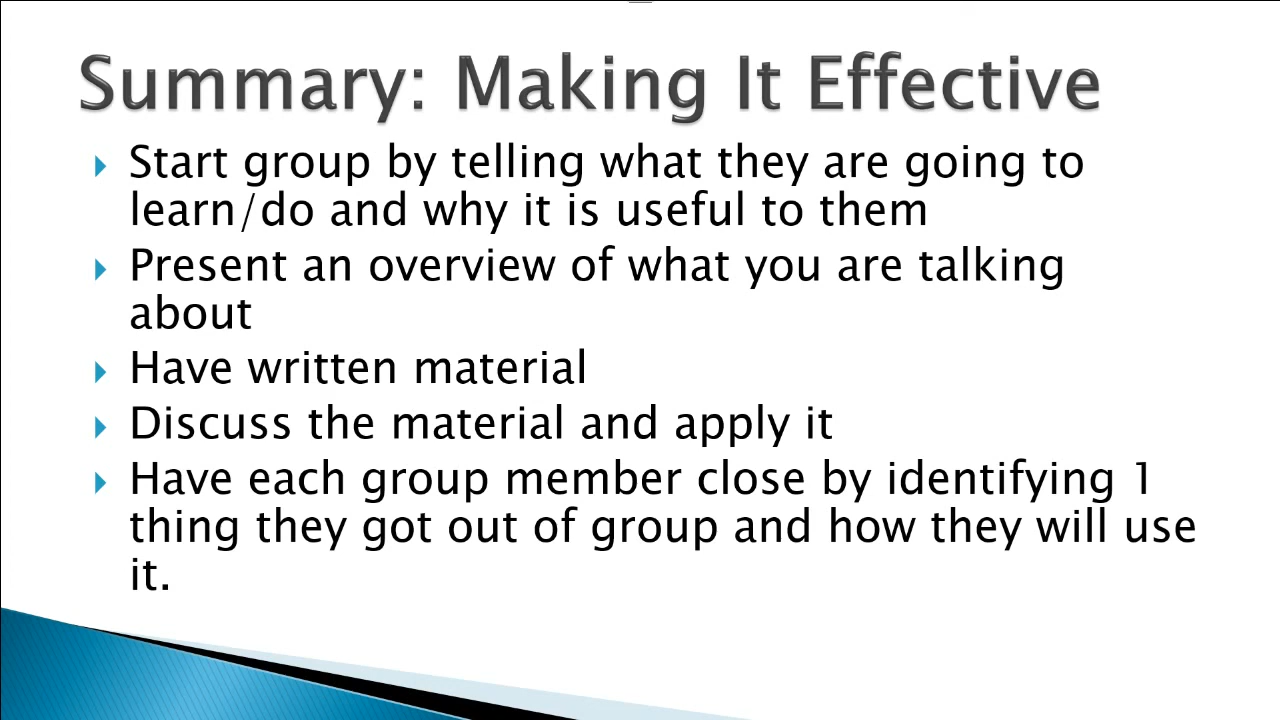 Summary: Making It Effective
Start group by telling what they are going to
learn/do and why it is useful to them
Present an overview of what you are talking
about
Have written material
Discuss the material and apply it
Have each group member close by identifying 1
thing they got out of group and how they will use
it.